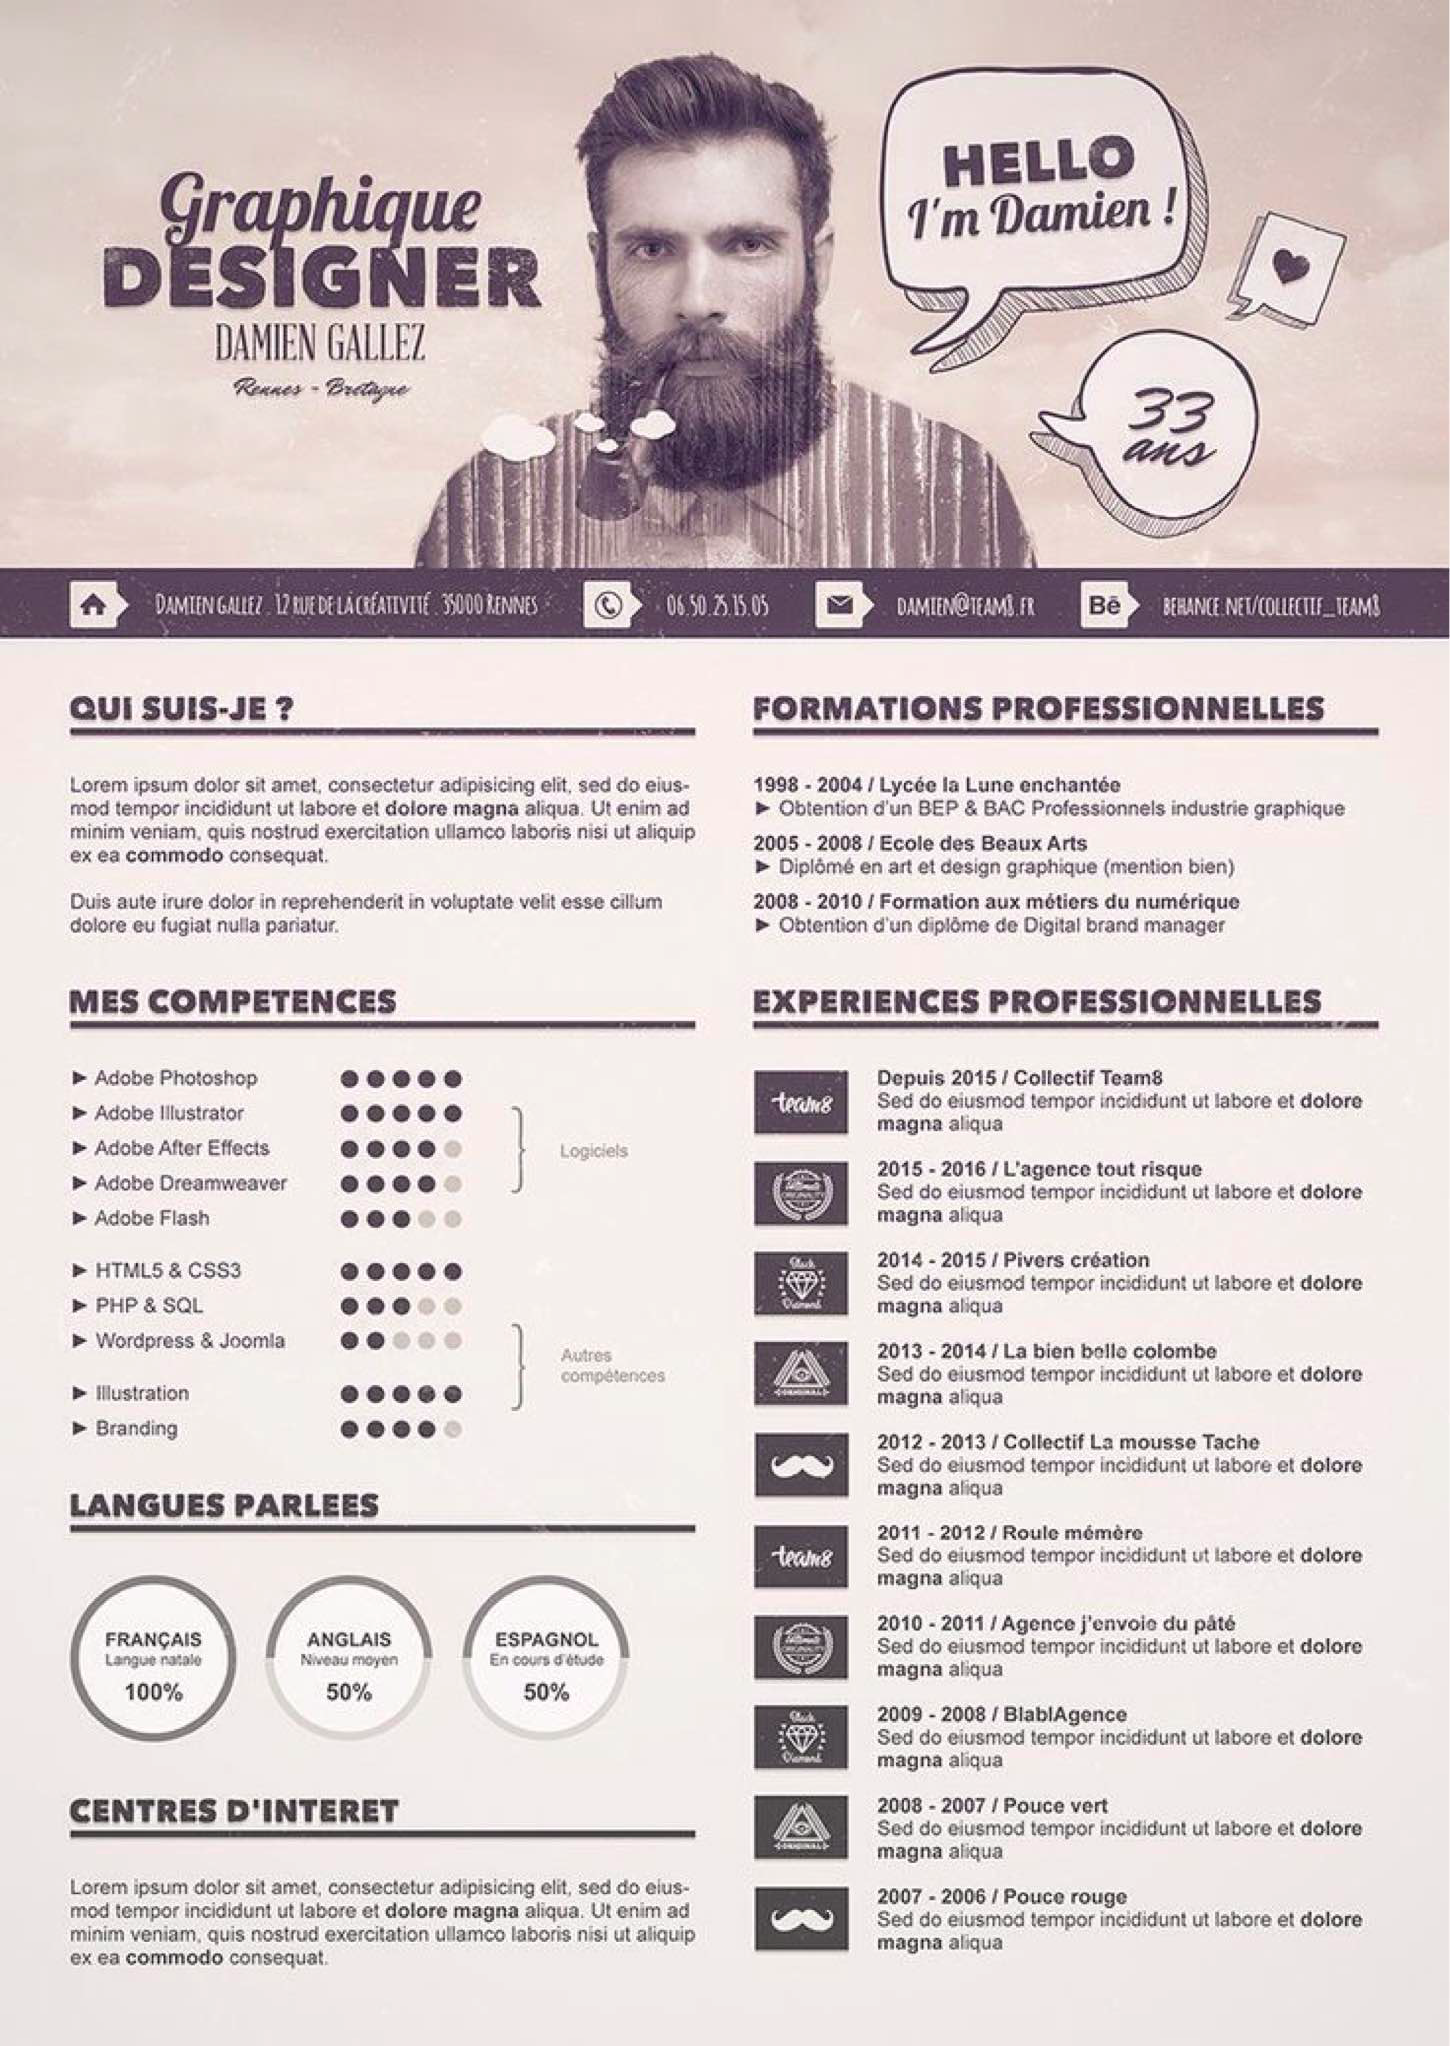 Graphique
DESIGNER
DAMIEN GALLEZ
Rennes - Bretagne
HELLO
I'm Damien !
33
ans
DAMIEN GALLEZ . 12 RUE DE LA CRÉATIVITÉ . 35000 RENNES
06.50.25.15.05
DAMIEN@TEAM8.FR
Bē
BEHANCE.NET/COLLECTIF_TEAM8
QUI SUIS-JE ?
Lorem ipsum dolor sit amet, consectetur adipisicing elit, sed do eius-
mod tempor incididunt ut labore et dolore magna aliqua. Ut enim ad
minim veniam, quis nostrud exercitation ullamco laboris nisi ut aliquip
ex ea commodo consequat.
Duis aute irure dolor in reprehenderit in voluptate velit esse cillum
dolore eu fugiat nulla pariatur.
MES COMPETENCES
► Adobe Photoshop
► Adobe Illustrator
► Adobe After Effects
► Adobe Dreamweaver
► Adobe Flash
Logiciels
► HTML5 & CSS3
► PHP & SQL
► Wordpress & Joomla
► Illustration
► Branding
Autres
compétences
LANGUES PARLEES
FRANÇAIS
Langue natale
100%
ANGLAIS
Niveau moyen
50%
ESPAGNOL
En cours d'étude
50%
CENTRES D'INTERET
Lorem ipsum dolor sit amet, consectetur adipisicing elit, sed do eius-
mod tempor incididunt ut labore et dolore magna aliqua. Ut enim ad
minim veniam, quis nostrud exercitation ullamco laboris nisi ut aliquip
ex ea commodo consequat.
FORMATIONS PROFESSIONNELLES
1998 - 2004 / Lycée la Lune enchantée
► Obtention d'un BEP & BAC Professionnels industrie graphique
2005 - 2008 / Ecole des Beaux Arts
► Diplômé en art et design graphique (mention bien)
2008 - 2010 / Formation aux métiers du numérique
► Obtention d'un diplôme de Digital brand manager
EXPERIENCES PROFESSIONNELLES
team8
Depuis 2015 / Collectif Team8
Sed do eiusmod tempor incididunt ut labore et dolore
magna aliqua
2015 - 2016 / L'agence tout risque
Sed do eiusmod tempor incididunt ut labore et dolore
magna aliqua
Black
Diamond
2014 - 2015 / Pivers création
Sed do eiusmod tempor incididunt ut labore et dolore
magna aliqua
ORIGINAL
2013 - 2014 / La bien belle colombe
Sed do eiusmod tempor incididunt ut labore et dolore
magna aliqua
2012 - 2013 / Collectif La mousse Tache
Sed do eiusmod tempor incididunt ut labore et dolore
magna aliqua
team8
2011 - 2012 / Roule mémère
Sed do eiusmod tempor incididunt ut labore et dolore
magna aliqua
2010 - 2011 / Agence j'envoie du pâté
Sed do eiusmod tempor incididunt ut labore et dolore
magna aliqua
Black
Diamond
2009 - 2008 / BlablAgence
Sed do eiusmod tempor incididunt ut labore et dolore
magna aliqua
ORIGINAL
2008 - 2007 / Pouce vert
Sed do eiusmod tempor incididunt ut labore et dolore
magna aliqua
2007 - 2006 / Pouce rouge
Sed do eiusmod tempor incididunt ut labore et dolore
magna aliqua